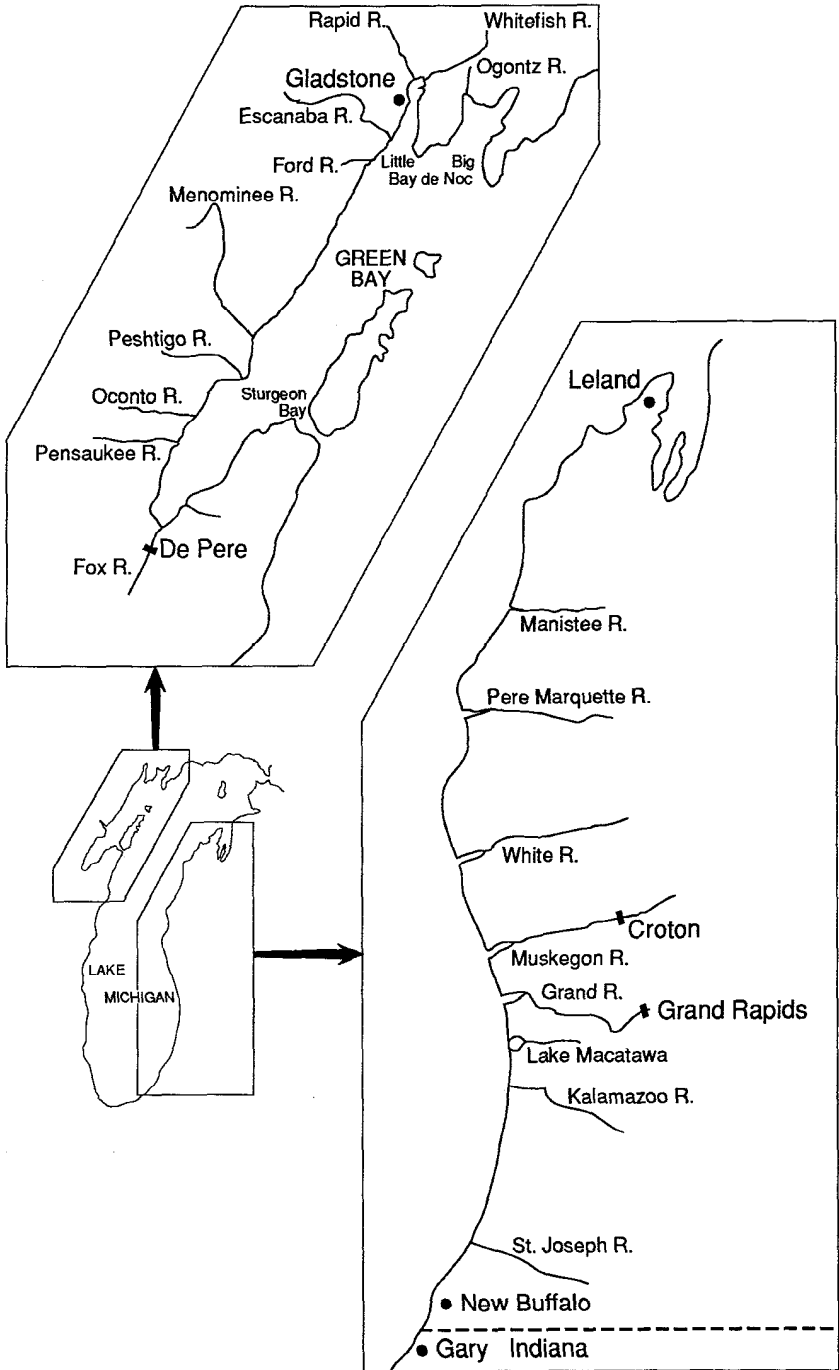 Rapid R.
Whitefish R.
Ogontz R.
Gladstone
Escanaba R.
Ford R.
Little Big
Bay de Noc
Menominee R.
GREEN
BAY
Peshtigo R.
Oconto R.
Sturgeon
Bay
Pensaukee R.
De Pere
Fox R.
LAKE
MICHIGAN
Leland
Manistee R.
Pere Marquette R.
White R.
Croton
Muskegon R.
Grand R.
Grand Rapids
Lake Macatawa
Kalamazoo R.
St. Joseph R.
New Buffalo
Gary Indiana